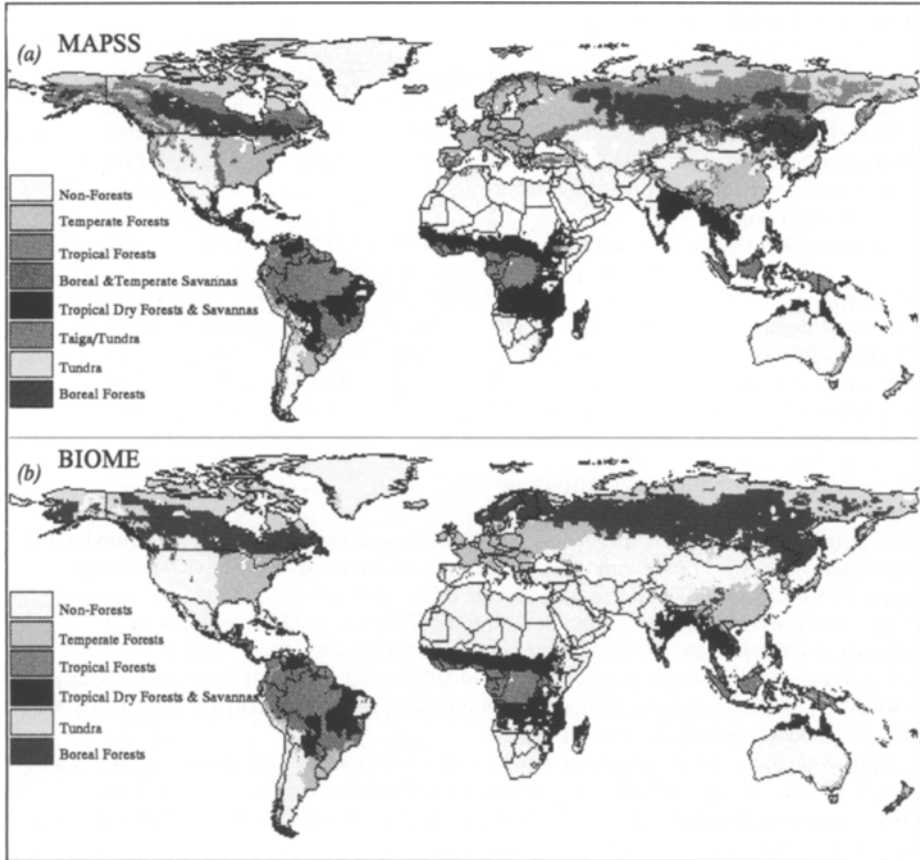 (a) MAPSS
Non-Forests
Temperate Forests
Tropical Forests
Boreal & Temperate Savannas
Tropical Dry Forests & Savannas
Taiga/Tundra
Tundra
Boreal Forests
(b) BIOME
Non-Forests
Temperate Forests
Tropical Forests
Tropical Dry Forests & Savannas
Tundra
Boreal Forests